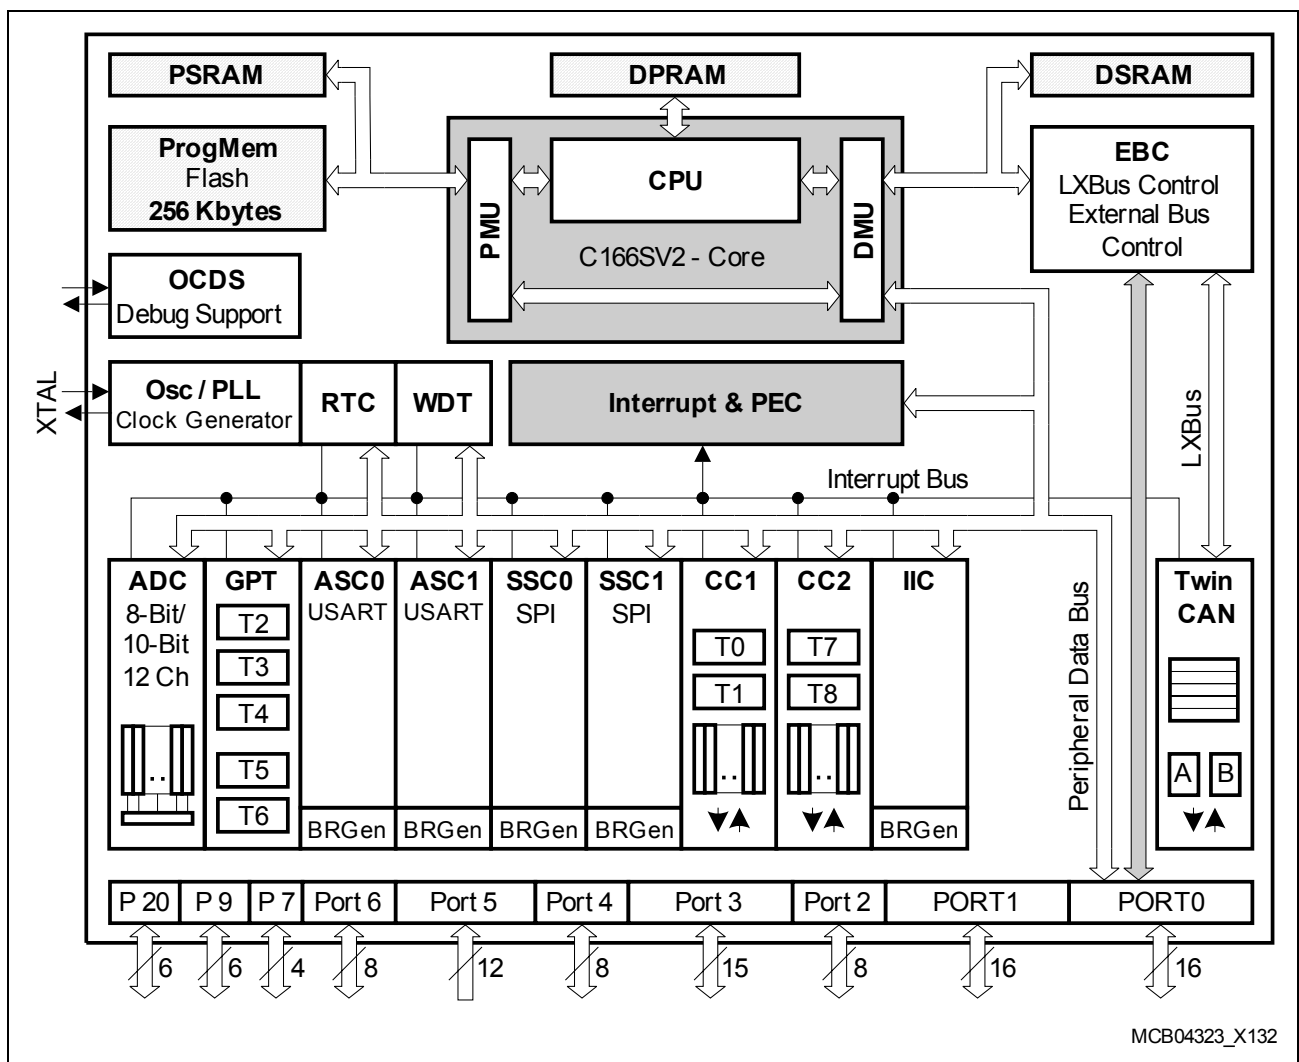 PSRAM
DPRAM
DSRAM
ProgMem
Flash
256 Kbytes
PMU
CPU
DMU
C166SV2 - Core
EBC
LXBus Control
External Bus
Control
OCDS
Debug Support
XTAL
Osc / PLL
Clock Generator
RTC
WDT
Interrupt & PEC
Interrupt Bus
LXBus
Peripheral Data Bus
ADC
8-Bit/
10-Bit
12 Ch
GPT
T2
T3
T4
T5
T6
ASC0
USART
BRGen
ASC1
USART
BRGen
SSC0
SPI
BRGen
SSC1
SPI
BRGen
CC1
T0
T1
CC2
T7
T8
IIC
BRGen
Twin
CAN
A B
P 20 P 9 P 7 Port 6 Port 5 Port 4 Port 3 Port 2 PORT1 PORT0
6 6 4 8 12 8 15 8 16 16
MCB04323_X132